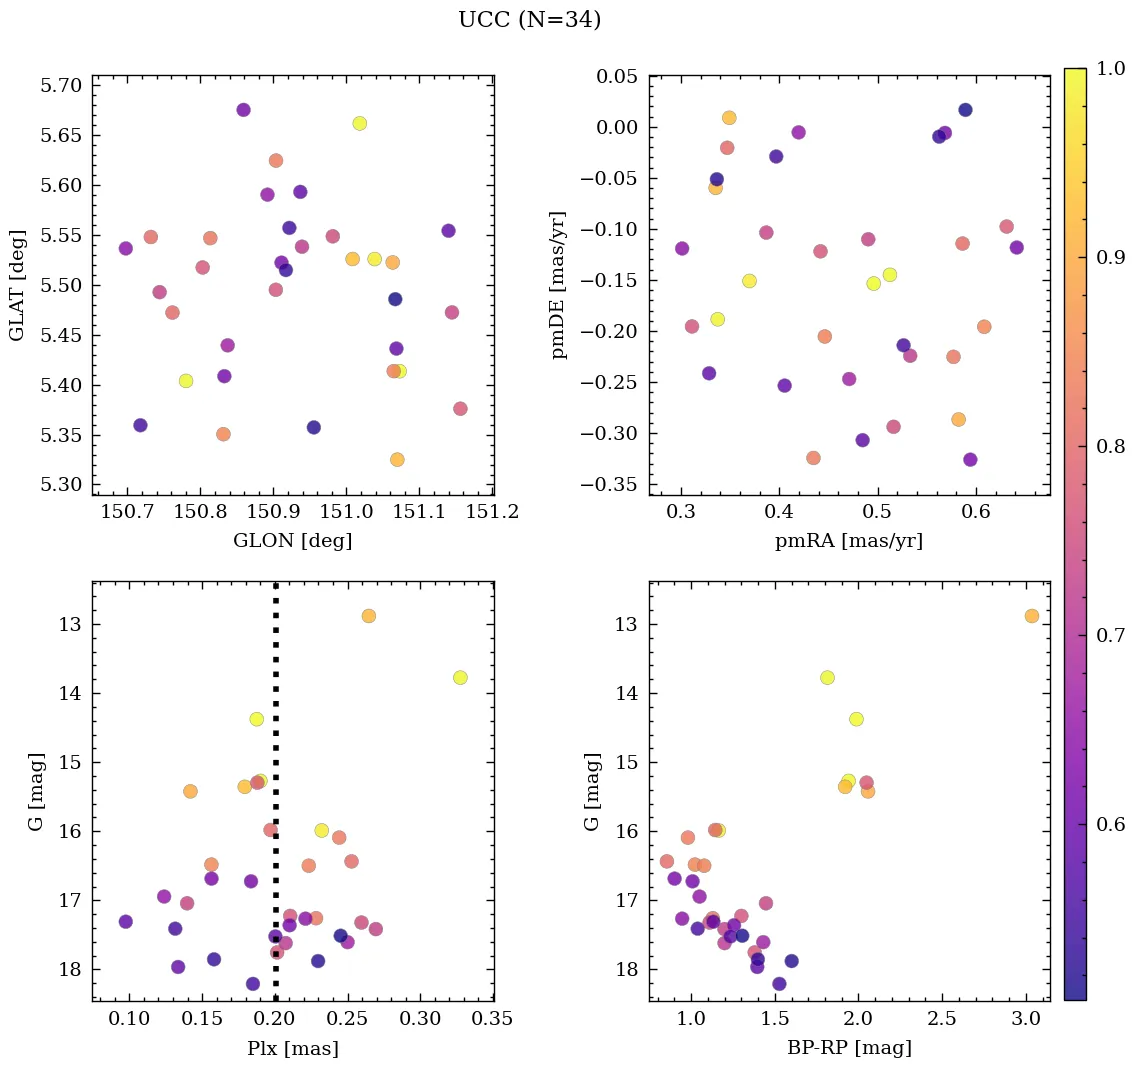 UCC (N=34)
5.70
5.65
5.60
5.55
5.50
5.45
5.40
5.35
5.30
GLAT [deg]
150.7 150.8 150.9 151.0 151.1 151.2
GLON [deg]
0.05
0.00
−0.05
−0.10
−0.15
−0.20
−0.25
−0.30
−0.35
pmDE [mas/yr]
0.3 0.4 0.5 0.6
pmRA [mas/yr]
1.0
0.9
0.8
0.7
0.6
13
14
15
16
17
18
G [mag]
0.10 0.15 0.20 0.25 0.30 0.35
Plx [mas]
13
14
15
16
17
18
G [mag]
1.0 1.5 2.0 2.5 3.0
BP-RP [mag]